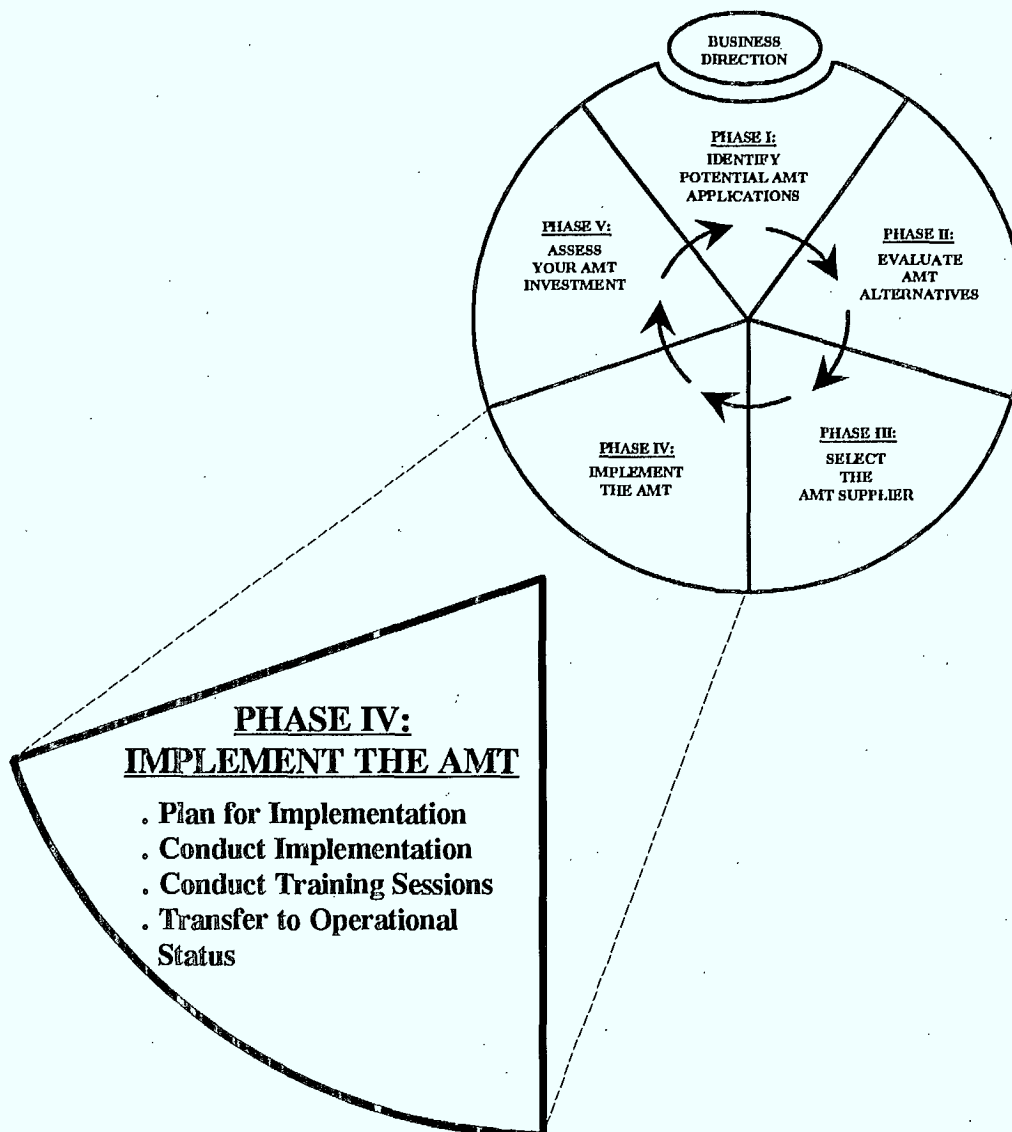 BUSINESS
DIRECTION
PHASE I:
IDENTIFY
POTENTIAL AMT
APPLICATIONS
PHASE II:
EVALUATE
AMT
ALTERNATIVES
PHASE III:
SELECT
THE
AMT SUPPLIER
PHASE IV:
IMPLEMENT
THE AMT
PHASE V:
ASSESS
YOUR AMT
INVESTMENT
PHASE IV:
IMPLEMENT THE AMT
. Plan for Implementation
. Conduct Implementation
. Conduct Training Sessions
. Transfer to Operational
Status